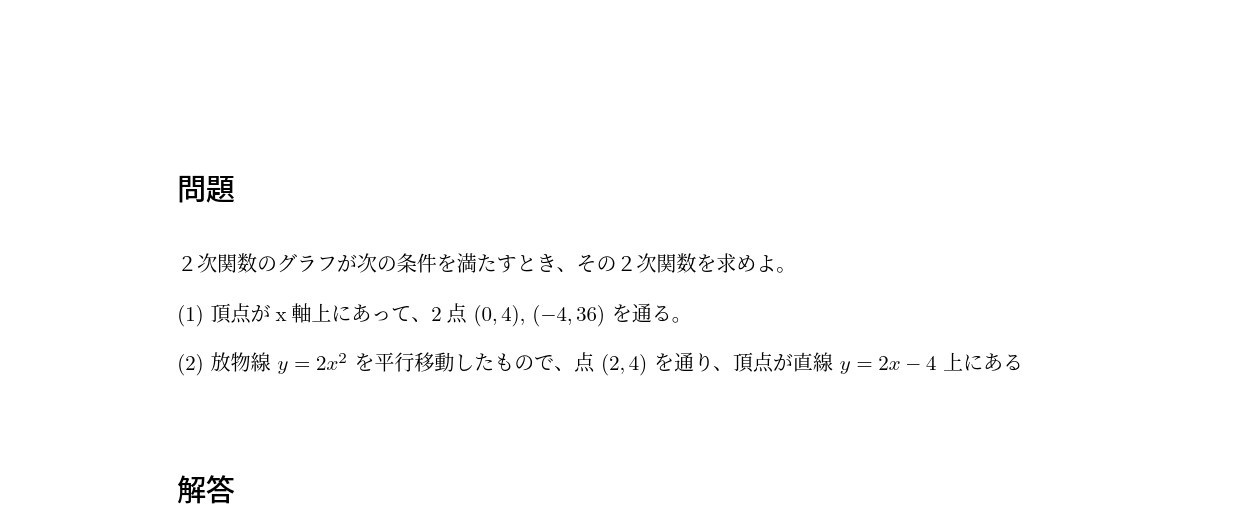 問題
２次関数のグラフが次の条件を満たすとき、その２次関数を求めよ。
(1) 頂点が x 軸上にあって、2 点 (0, 4), (−4, 36) を通る。
(2) 放物線 y = 2x² を平行移動したもので、点 (2, 4) を通り、頂点が直線 y = 2x − 4 上にある
解答